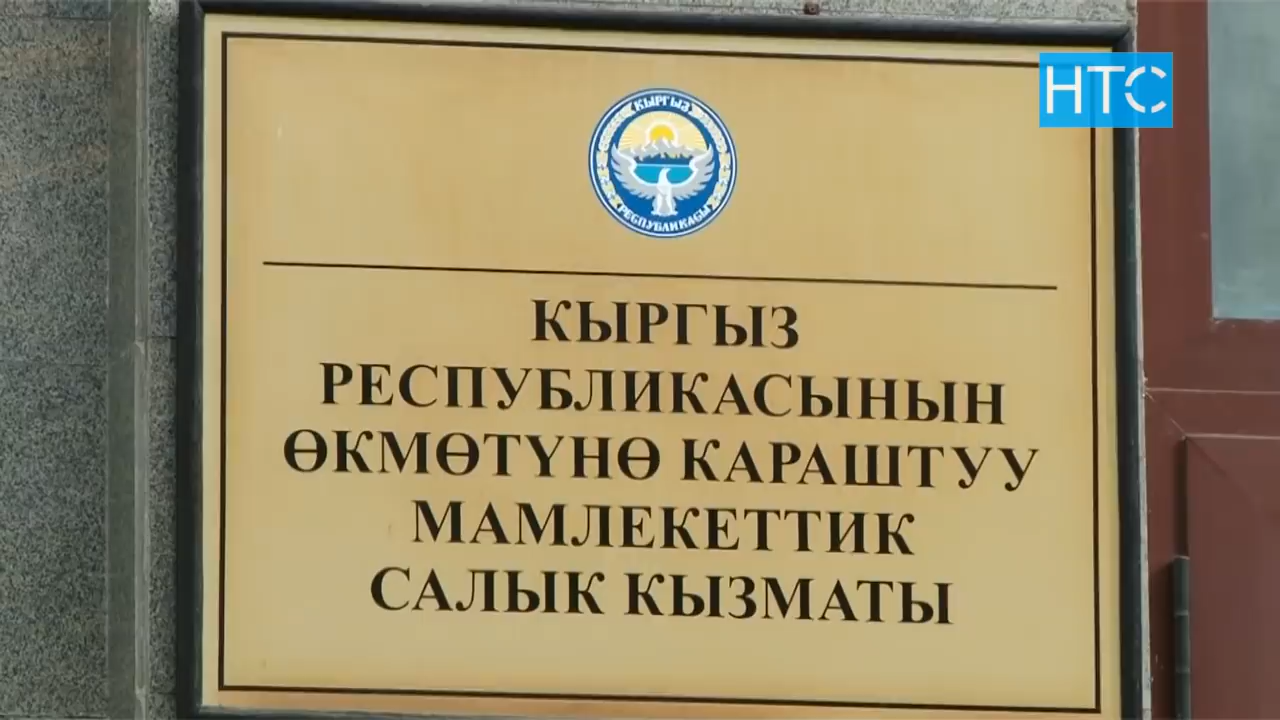 НТС
КЫРГЫЗ
РЕСПУБЛИКАСЫ
КЫРГЫЗ
РЕСПУБЛИКАСЫНЫН
ӨКМӨТҮНӨ КАРАШТУУ
МАМЛЕКЕТТИК
САЛЫК КЫЗМАТЫ